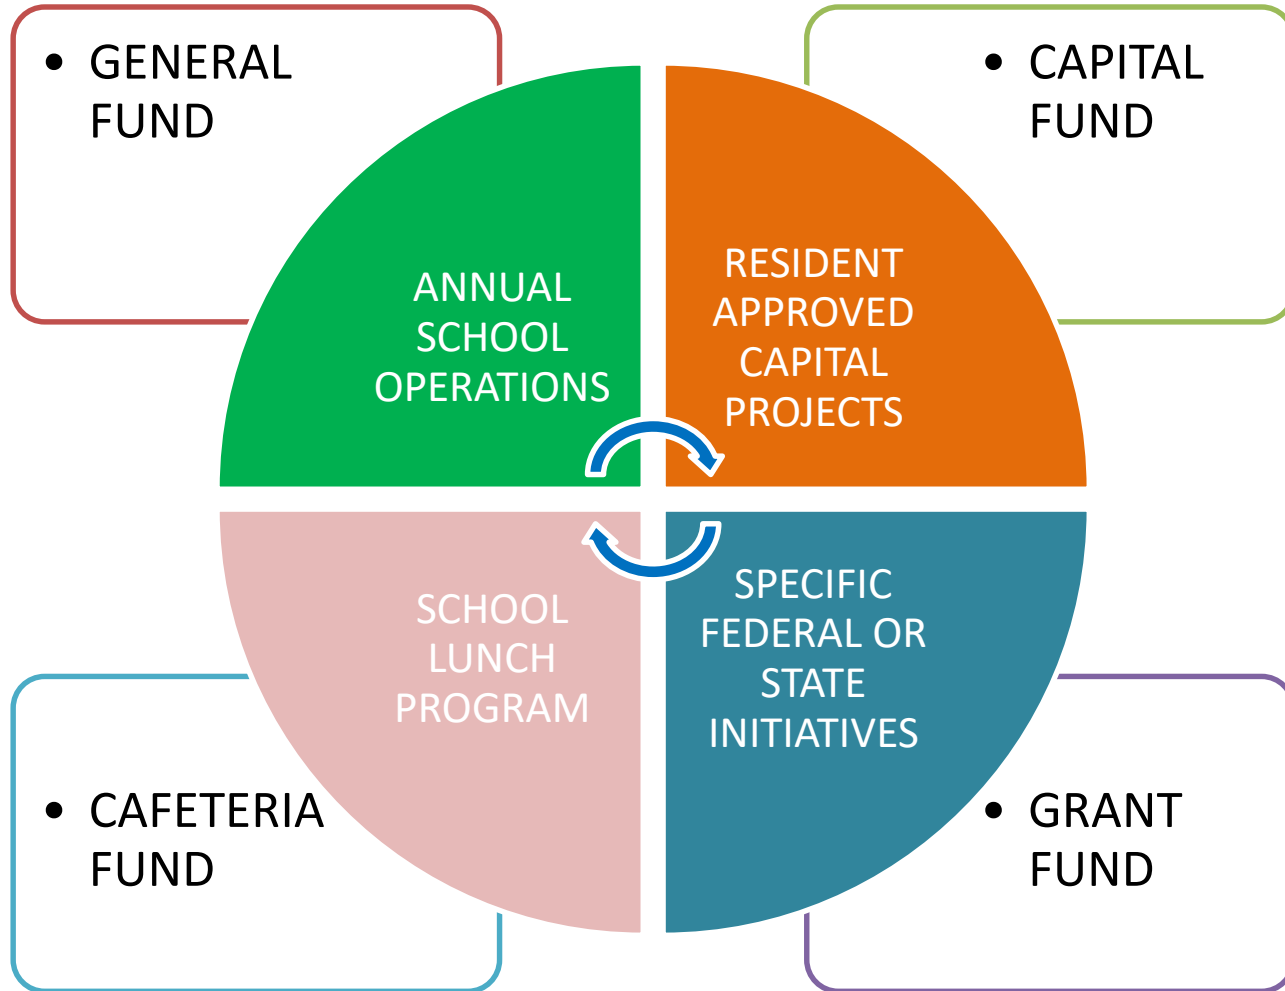 • GENERAL
FUND
• CAPITAL
FUND
ANNUAL
SCHOOL
OPERATIONS
RESIDENT
APPROVED
CAPITAL
PROJECTS
SCHOOL
LUNCH
PROGRAM
SPECIFIC
FEDERAL OR
STATE
INITIATIVES
• CAFETERIA
FUND
• GRANT
FUND